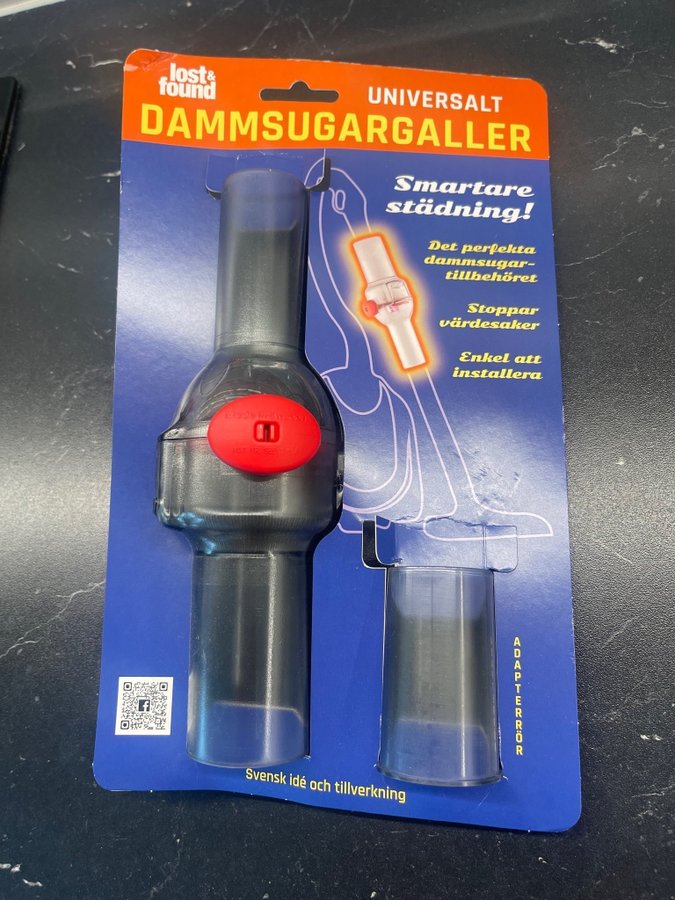 lost&
found
UNIVERSALT
DAMMSUGARGALLER
Smartare
städning!
Det perfekta
dammsugar-
tillbehöret
Stoppar
värdesaker
Enkel att
installera
ADAPTERRÖR
Svensk idé och tillverkning